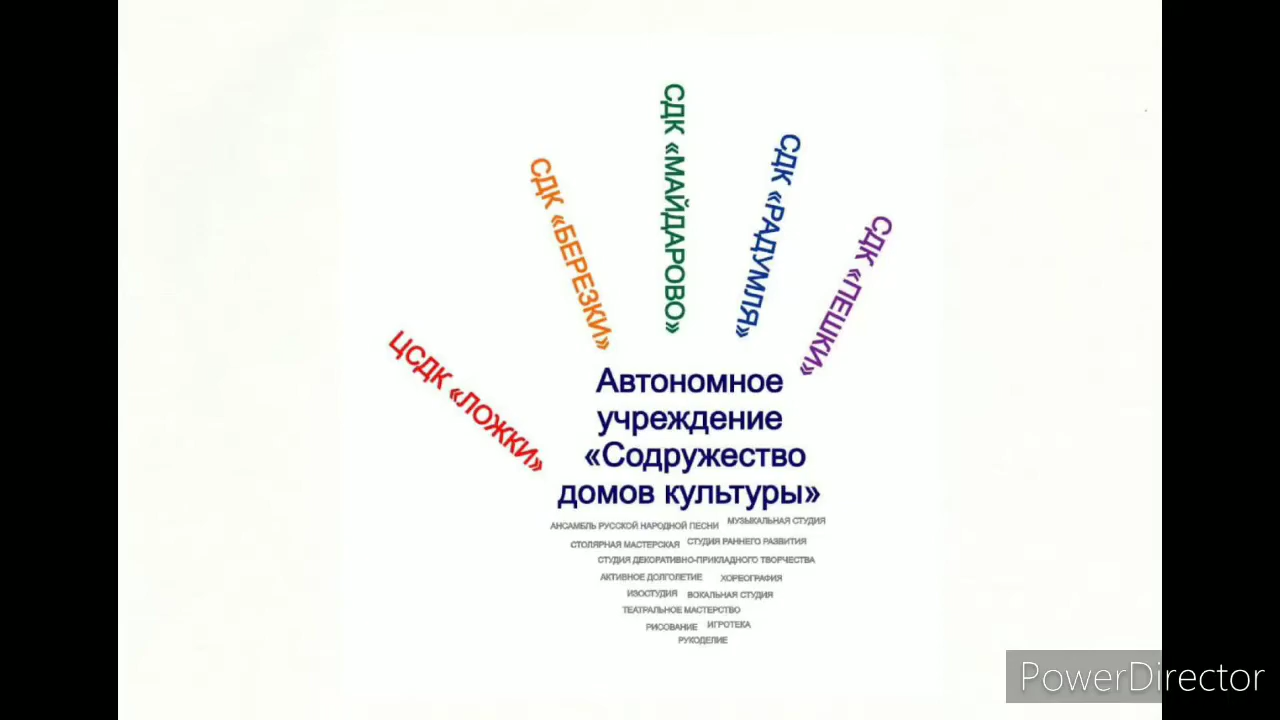 ЦСДК «ЛОЖКИ»
СДК «БЕРЕЗКИ»
СДК «МАЙДАРОВО»
СДК «РАДУМЛЯ»
СДК «ПЕШКИ»
Автономное
учреждение
«Содружество
домов культуры»
АНСАМБЛЬ РУССКОЙ НАРОДНОЙ ПЕСНИ МУЗЫКАЛЬНАЯ СТУДИЯ
СТОЛЯРНАЯ МАСТЕРСКАЯ СТУДИЯ РАННЕГО РАЗВИТИЯ
СТУДИЯ ДЕКОРАТИВНО-ПРИКЛАДНОГО ТВОРЧЕСТВА
АКТИВНОЕ ДОЛГОЛЕТИЕ ХОРЕОГРАФИЯ
ИЗОСТУДИЯ ВОКАЛЬНАЯ СТУДИЯ
ТЕАТРАЛЬНОЕ МАСТЕРСТВО
РИСОВАНИЕ ИГРОТЕКА
РУКОДЕЛИЕ
PowerDirector